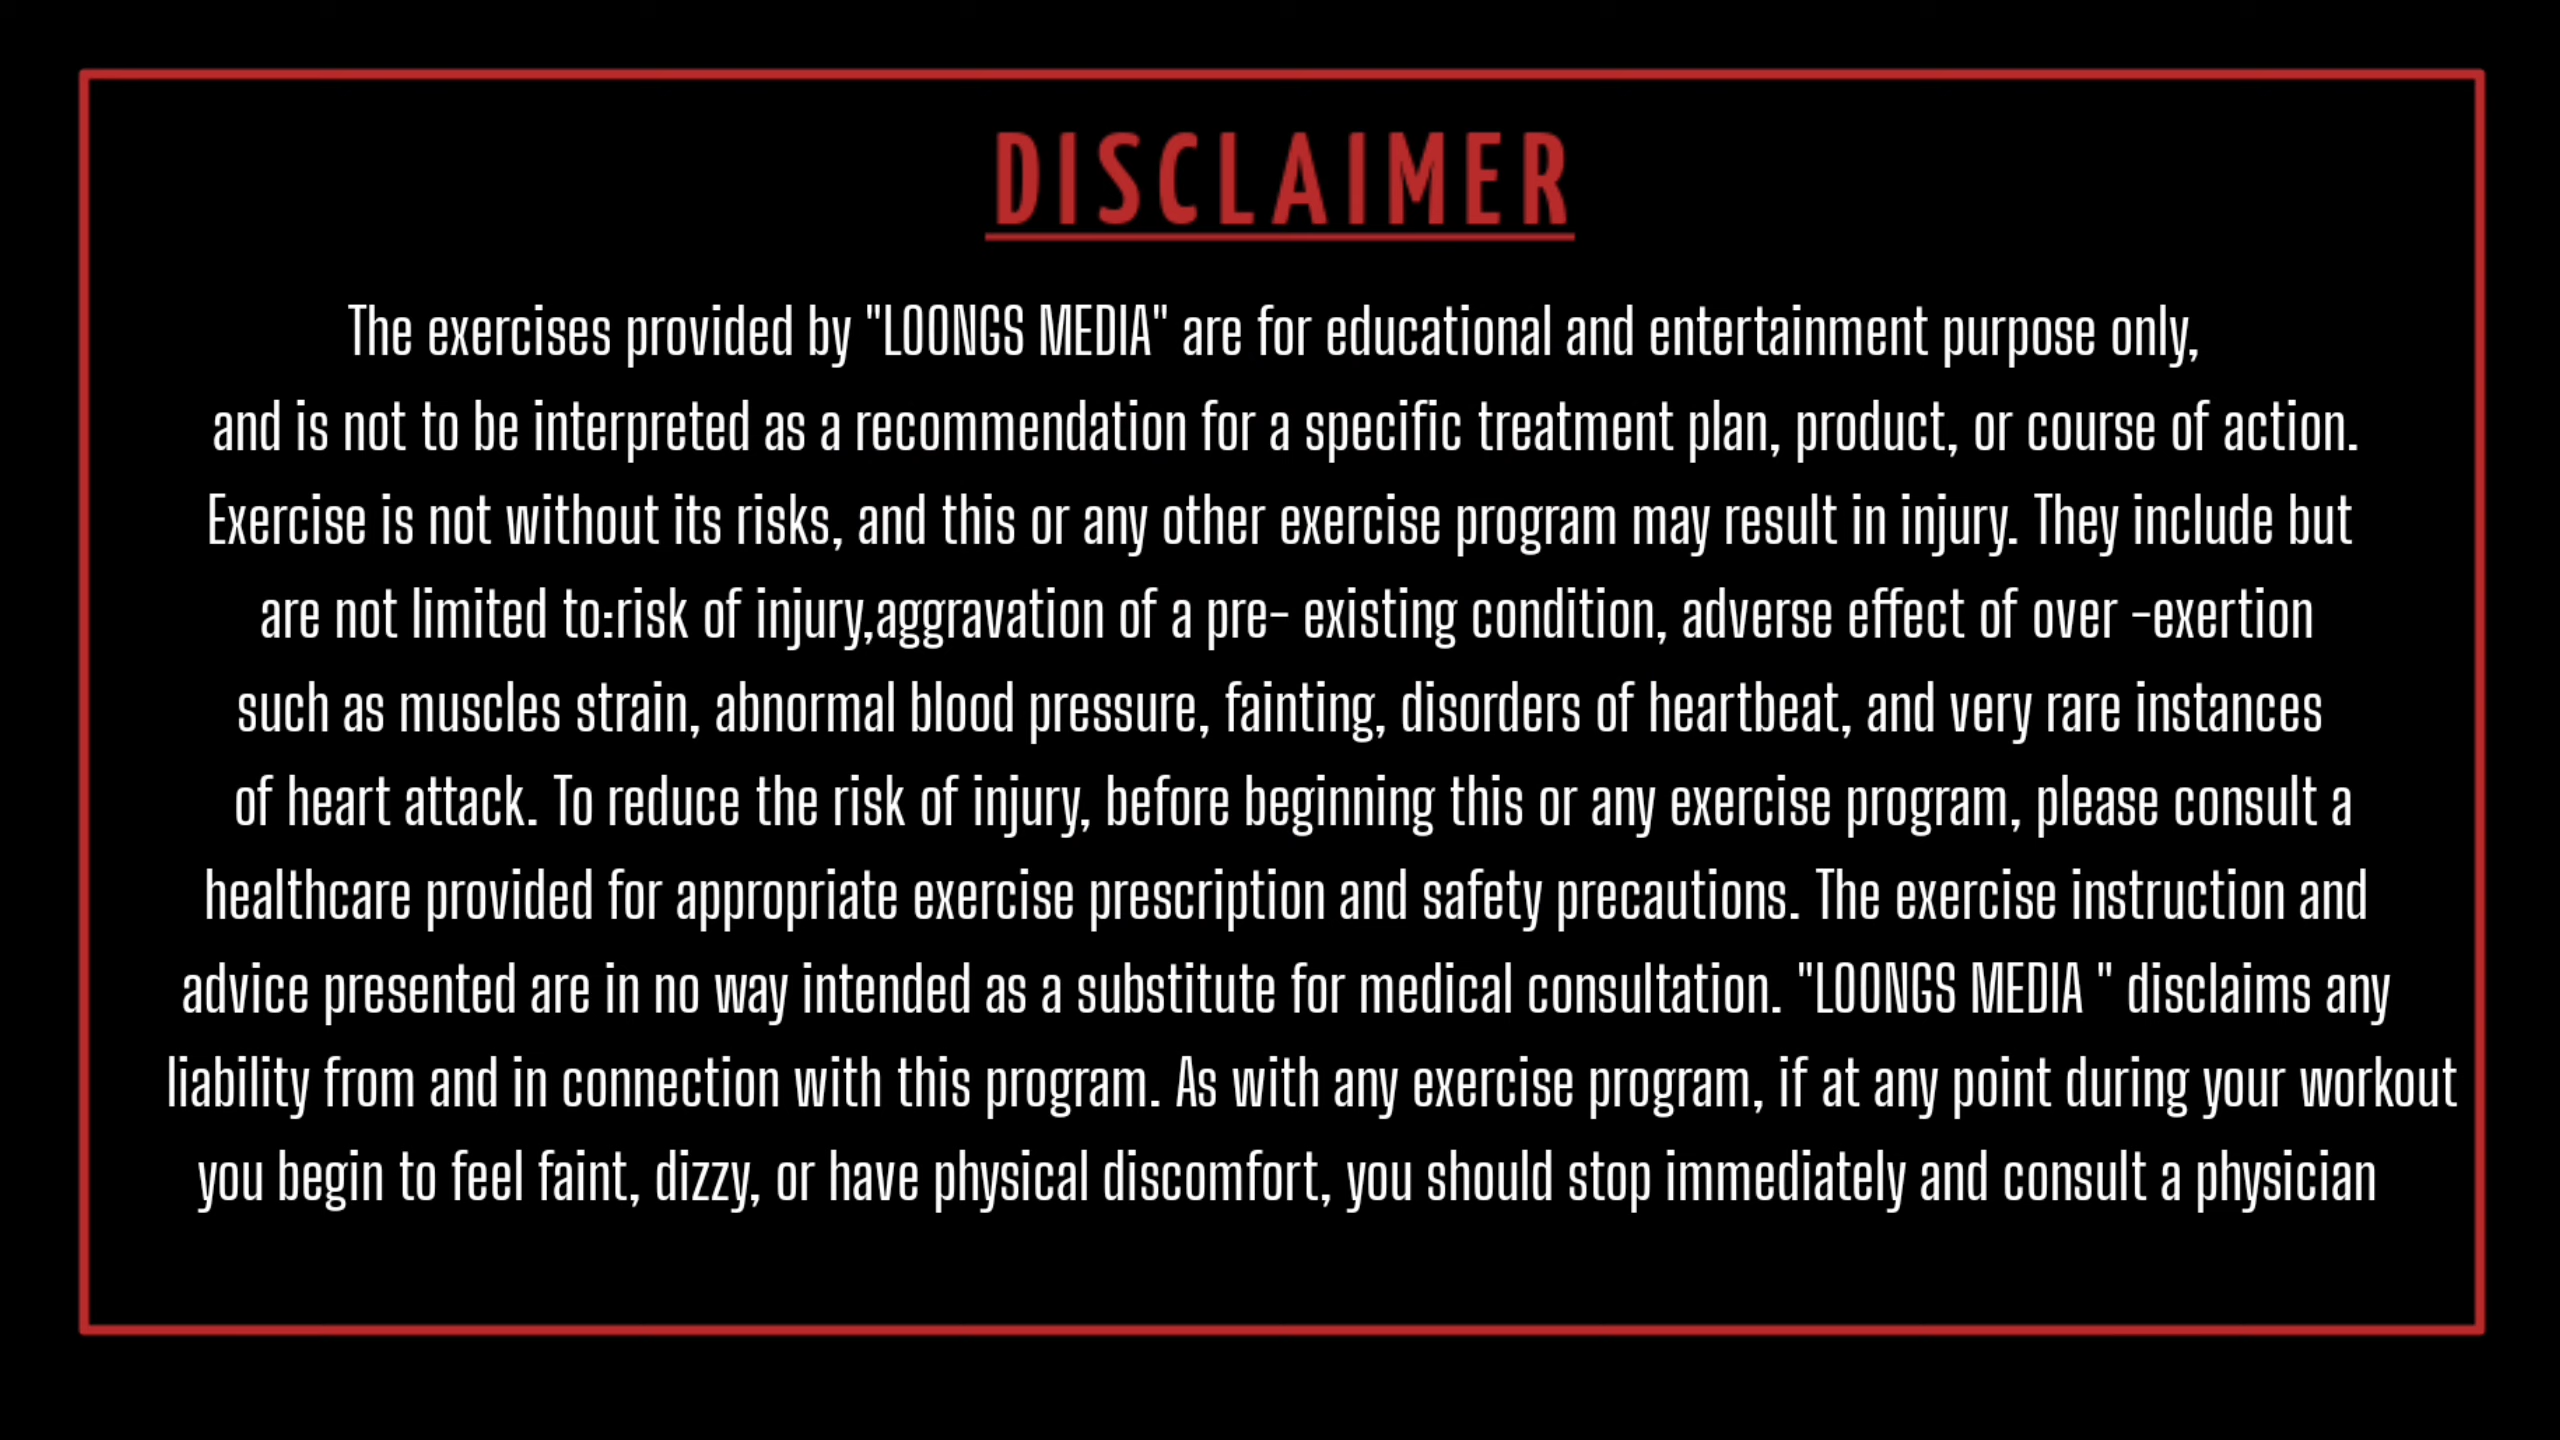 DISCLAIMER
The exercises provided by "LOONGS MEDIA" are for educational and entertainment purpose only,
and is not to be interpreted as a recommendation for a specific treatment plan, product, or course of action.
Exercise is not without its risks, and this or any other exercise program may result in injury. They include but
are not limited to:risk of injury,aggravation of a pre- existing condition, adverse effect of over -exertion
such as muscles strain, abnormal blood pressure, fainting, disorders of heartbeat, and very rare instances
of heart attack. To reduce the risk of injury, before beginning this or any exercise program, please consult a
healthcare provided for appropriate exercise prescription and safety precautions. The exercise instruction and
advice presented are in no way intended as a substitute for medical consultation. "LOONGS MEDIA " disclaims any
liability from and in connection with this program. As with any exercise program, if at any point during your workout
you begin to feel faint, dizzy, or have physical discomfort, you should stop immediately and consult a physician